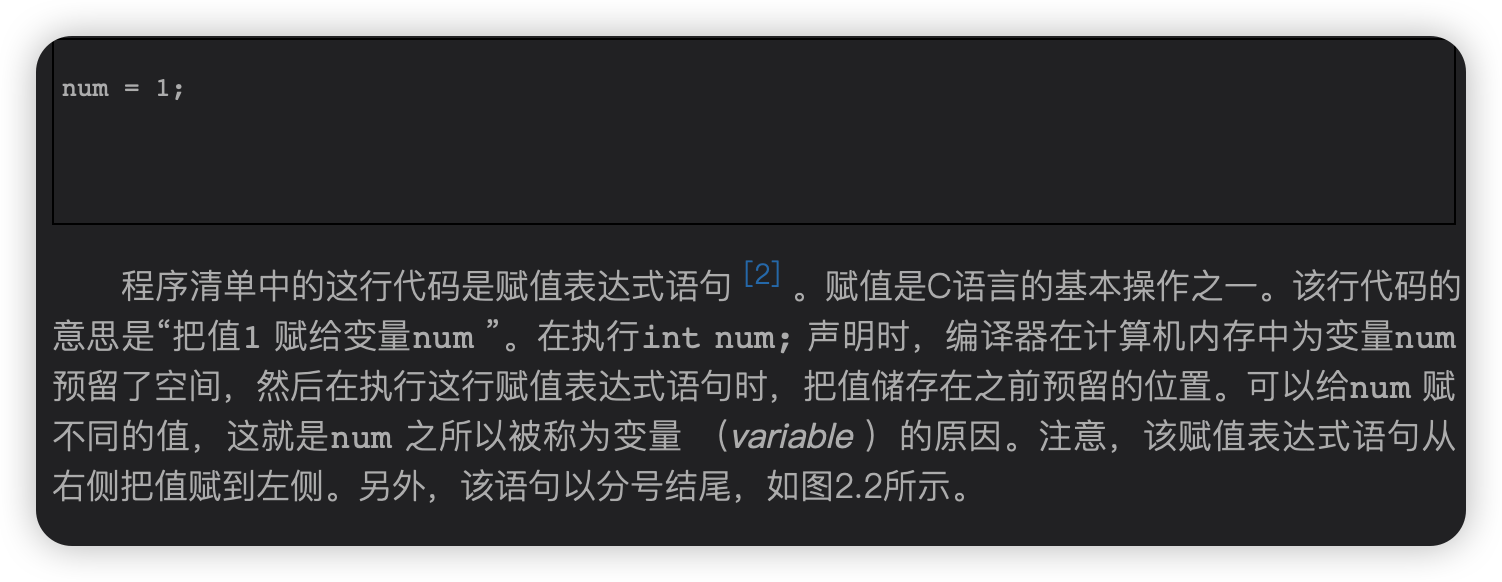 num = 1;
程序清单中的这行代码是赋值表达式语句 [2] 。赋值是C语言的基本操作之一。该行代码的
意思是“把值1 赋给变量num ”。在执行int num; 声明时，编译器在计算机内存中为变量num
预留了空间，然后在执行这行赋值表达式语句时，把值储存在之前预留的位置。可以给num 赋
不同的值，这就是num 之所以被称为变量 （variable ）的原因。注意，该赋值表达式语句从
右侧把值赋到左侧。另外，该语句以分号结尾，如图2.2所示。